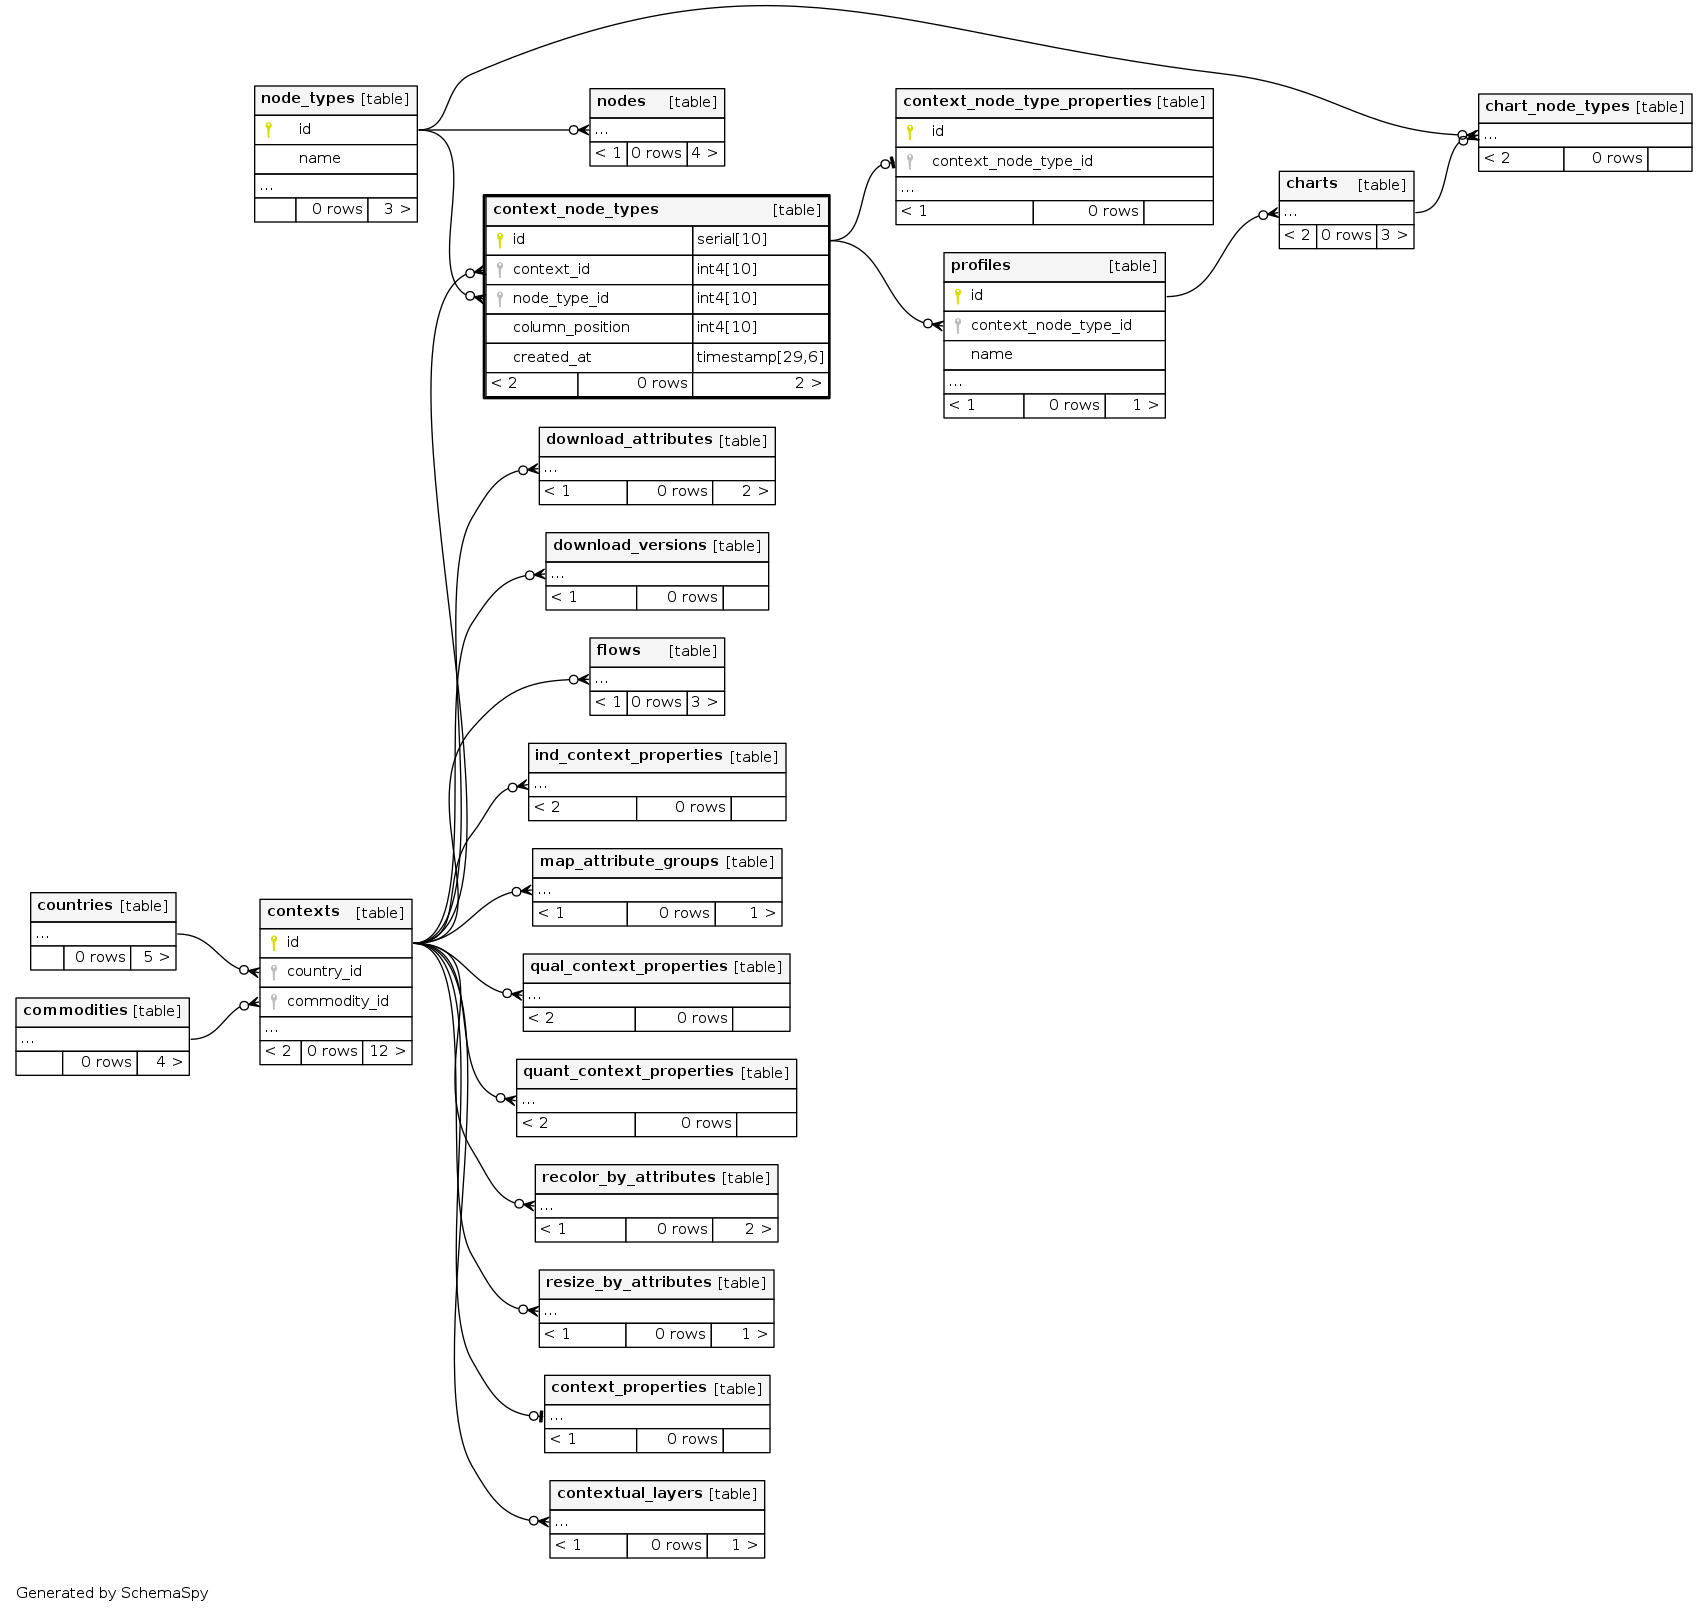 node_types [table]
id
name
...
0 rows 3 >
nodes [table]
...
< 1 0 rows 4 >
context_node_types [table]
id serial[10]
context_id int4[10]
node_type_id int4[10]
column_position int4[10]
created_at timestamp[29,6]
< 2 0 rows 2 >
context_node_type_properties [table]
id
context_node_type_id
...
< 1 0 rows
profiles [table]
id
context_node_type_id
name
...
< 1 0 rows 1 >
charts [table]
...
< 2 0 rows 3 >
chart_node_types [table]
...
< 2 0 rows
download_attributes [table]
...
< 1 0 rows 2 >
download_versions [table]
...
< 1 0 rows
flows [table]
...
< 1 0 rows 3 >
ind_context_properties [table]
...
< 2 0 rows
map_attribute_groups [table]
...
< 1 0 rows 1 >
countries [table]
...
0 rows 5 >
commodities [table]
...
0 rows 4 >
contexts [table]
id
country_id
commodity_id
...
< 2 0 rows 12 >
qual_context_properties [table]
...
< 2 0 rows
quant_context_properties [table]
...
< 2 0 rows
recolor_by_attributes [table]
...
< 1 0 rows 2 >
resize_by_attributes [table]
...
< 1 0 rows 1 >
context_properties [table]
...
< 1 0 rows
contextual_layers [table]
...
< 1 0 rows 1 >
Generated by SchemaSpy